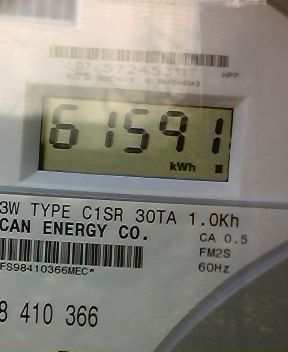 61591
kWh
3W TYPE C1SR 30TA 1.0Kh
CAN ENERGY CO.
CA 0.5
FM2S
FS98410366MEC*
60Hz
8 410 366